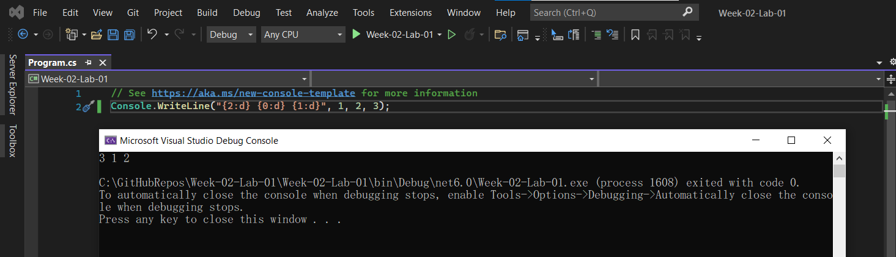 File Edit View Git Project Build Debug Test Analyze Tools Extensions Window Help Search (Ctrl+Q) Week-02-Lab-01
Debug Any CPU Week-02-Lab-01
Server Explorer
Toolbox
Program.cs
Week-02-Lab-01
1 // See https://aka.ms/new-console-template for more information
2 Console.WriteLine("{2:d} {0:d} {1:d}", 1, 2, 3);
Microsoft Visual Studio Debug Console
3 1 2
C:\GitHubRepos\Week-02-Lab-01\Week-02-Lab-01\bin\Debug\net6.0\Week-02-Lab-01.exe (process 1608) exited with code 0.
To automatically close the console when debugging stops, enable Tools->Options->Debugging->Automatically close the conso
le when debugging stops.
Press any key to close this window . . .